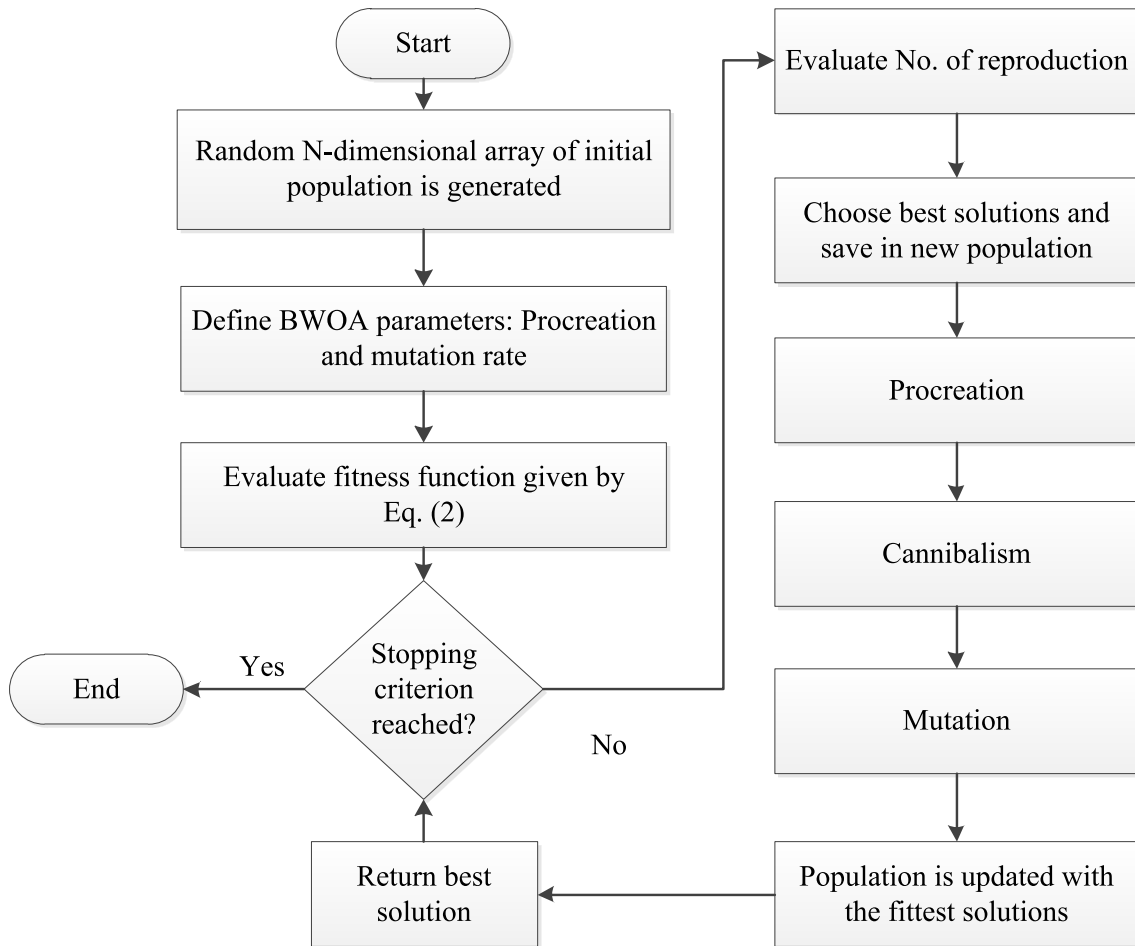 Start
Random N-dimensional array of initial
population is generated
Define BWOA parameters: Procreation
and mutation rate
Evaluate fitness function given by
Eq. (2)
Stopping
criterion
reached?
Yes
End
No
Evaluate No. of reproduction
Choose best solutions and
save in new population
Procreation
Cannibalism
Mutation
Population is updated with
the fittest solutions
Return best
solution